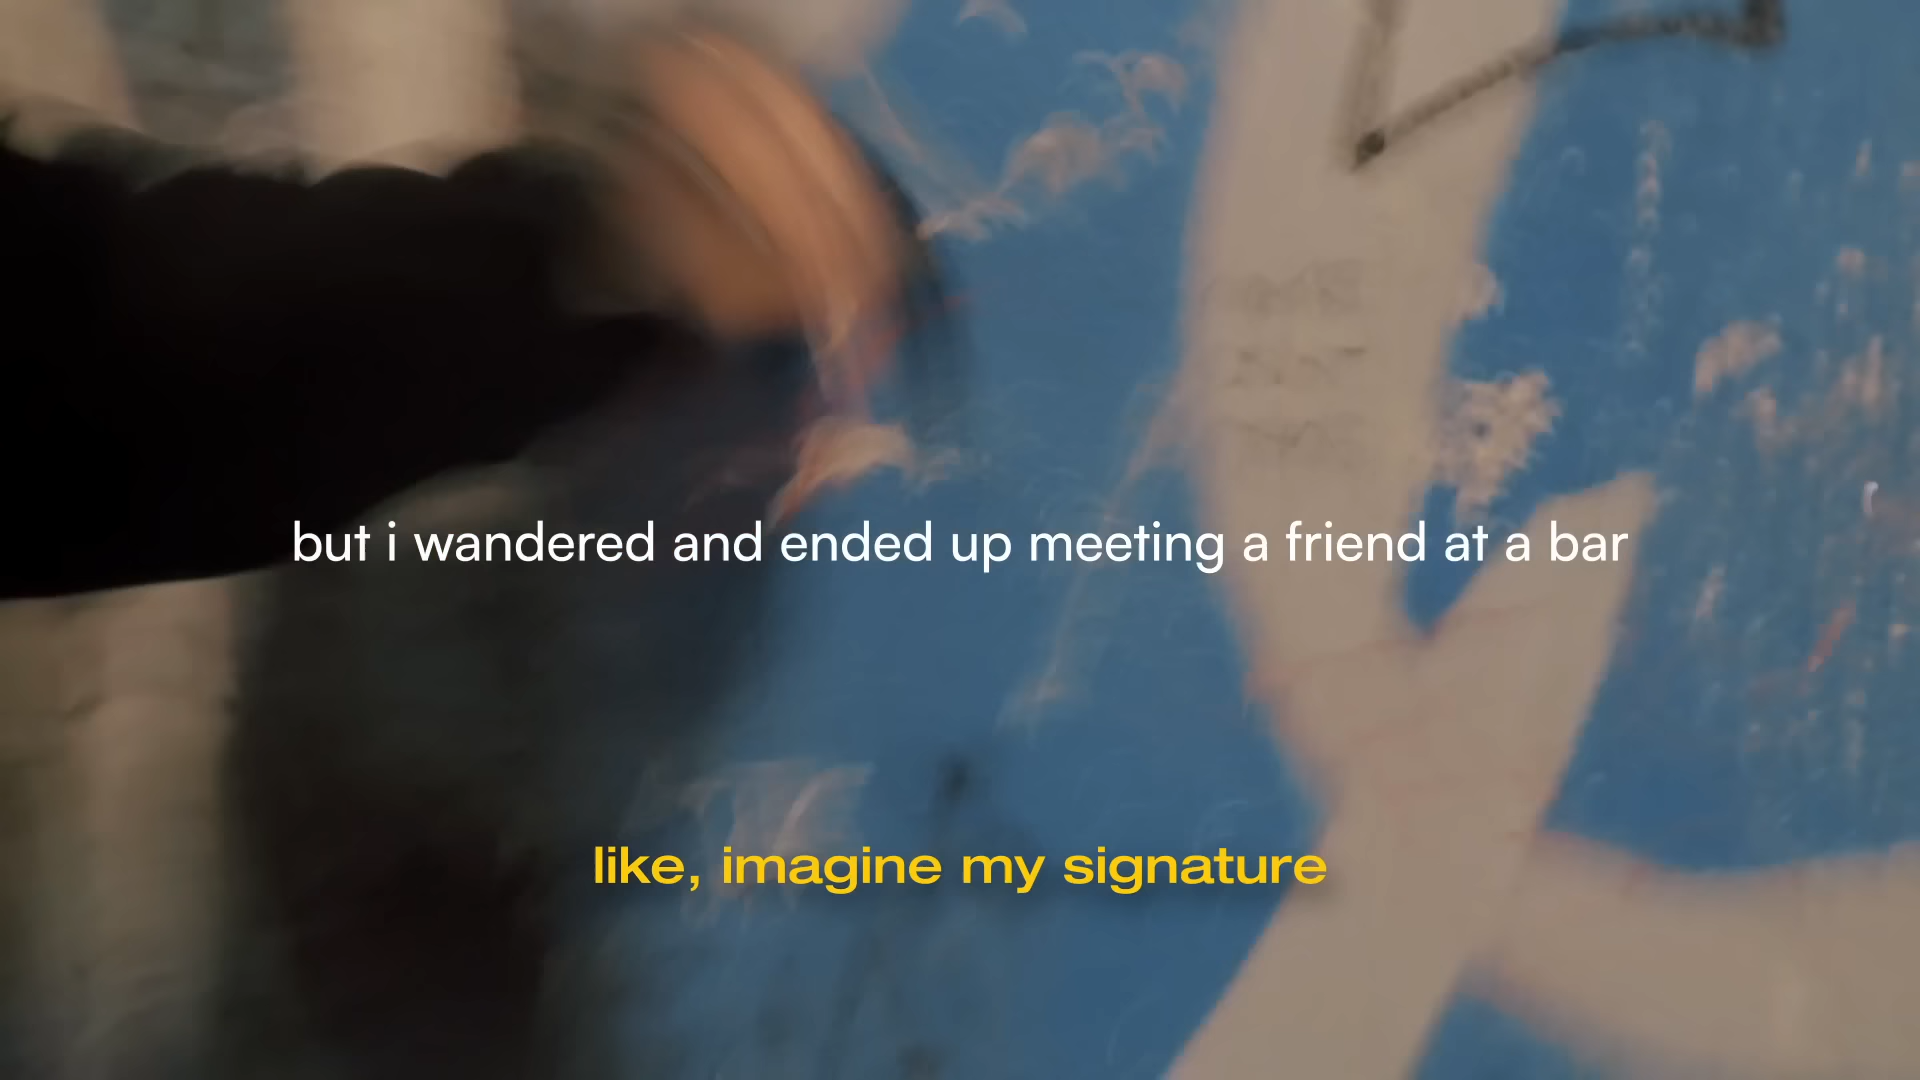 but i wandered and ended up meeting a friend at a bar
like, imagine my signature